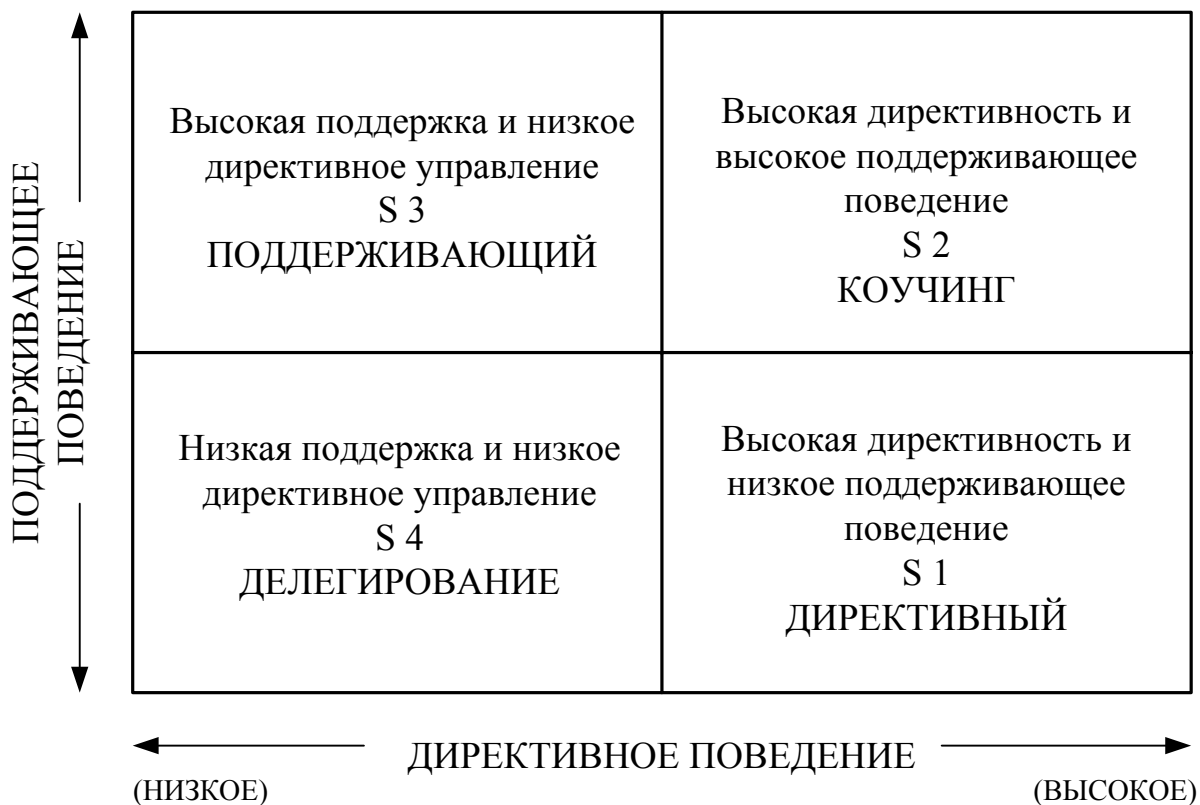 ПОДДЕРЖИВАЮЩЕЕ
ПОВЕДЕНИЕ
Высокая поддержка и низкое
директивное управление
S 3
ПОДДЕРЖИВАЮЩИЙ
Высокая директивность и
высокое поддерживающее
поведение
S 2
КОУЧИНГ
Низкая поддержка и низкое
директивное управление
S 4
ДЕЛЕГИРОВАНИЕ
Высокая директивность и
низкое поддерживающее
поведение
S 1
ДИРЕКТИВНЫЙ
ДИРЕКТИВНОЕ ПОВЕДЕНИЕ
(НИЗКОЕ)
(ВЫСОКОЕ)